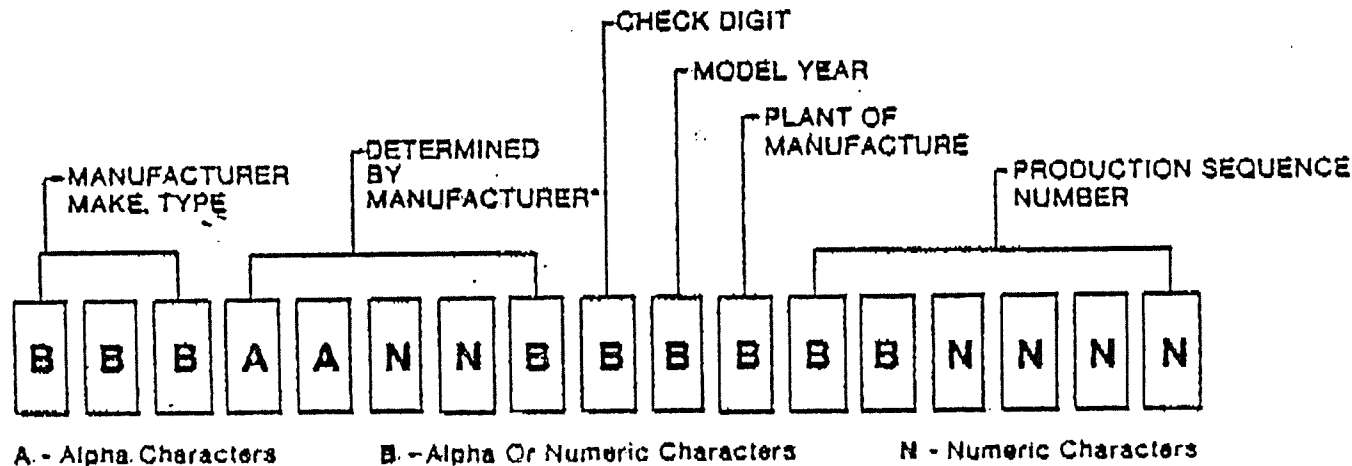 CHECK DIGIT
MODEL YEAR
PLANT OF
MANUFACTURE
DETERMINED
BY
MANUFACTURER*
PRODUCTION SEQUENCE
NUMBER
MANUFACTURER
MAKE, TYPE
B B B A A N N B B B B B B N N N N
A - Alpha Characters B - Alpha Or Numeric Characters N - Numeric Characters